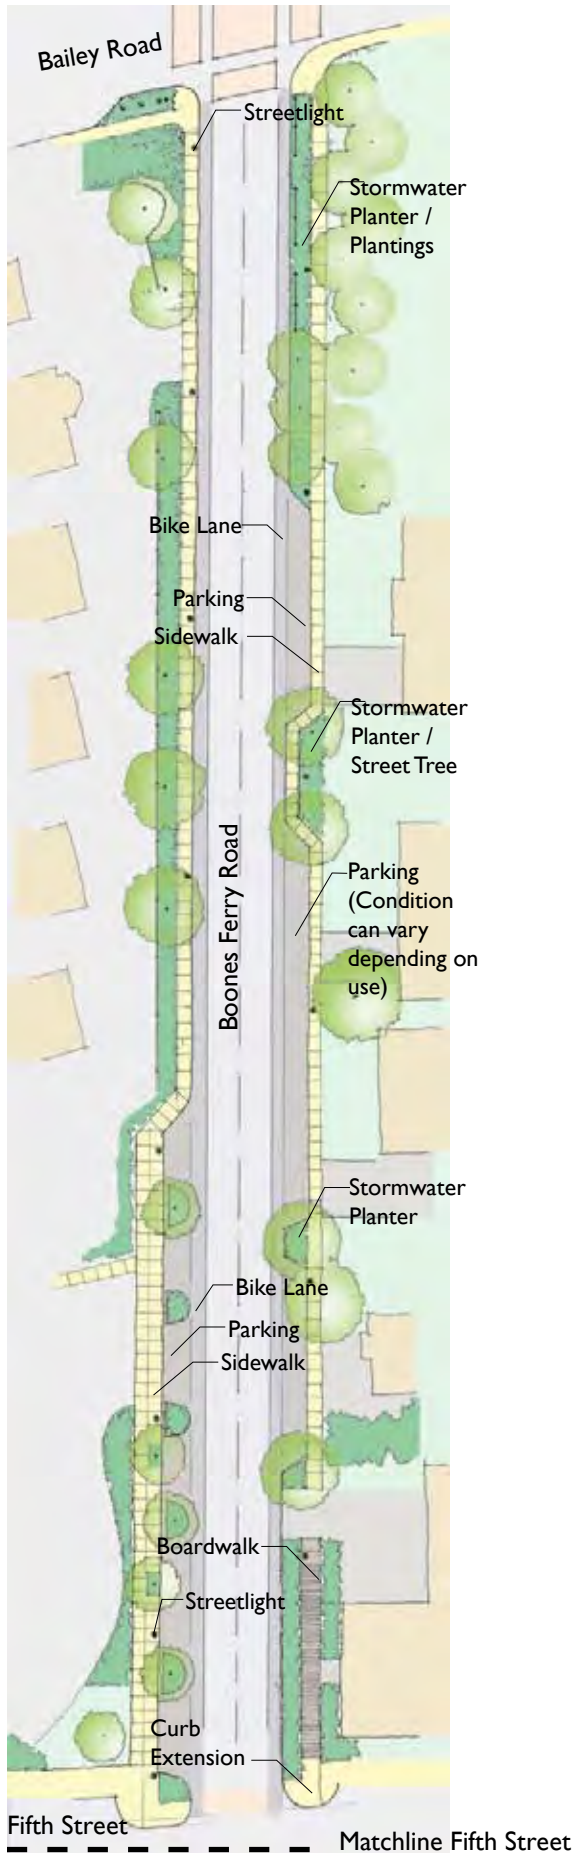 Bailey Road
Streetlight
Stormwater
Planter /
Plantings
Bike Lane
Parking
Sidewalk
Stormwater
Planter /
Street Tree
Boones Ferry Road
Parking
(Condition
can vary
depending on
use)
Stormwater
Planter
Bike Lane
Parking
Sidewalk
Boardwalk
Streetlight
Curb
Extension
Fifth Street
Matchline Fifth Street